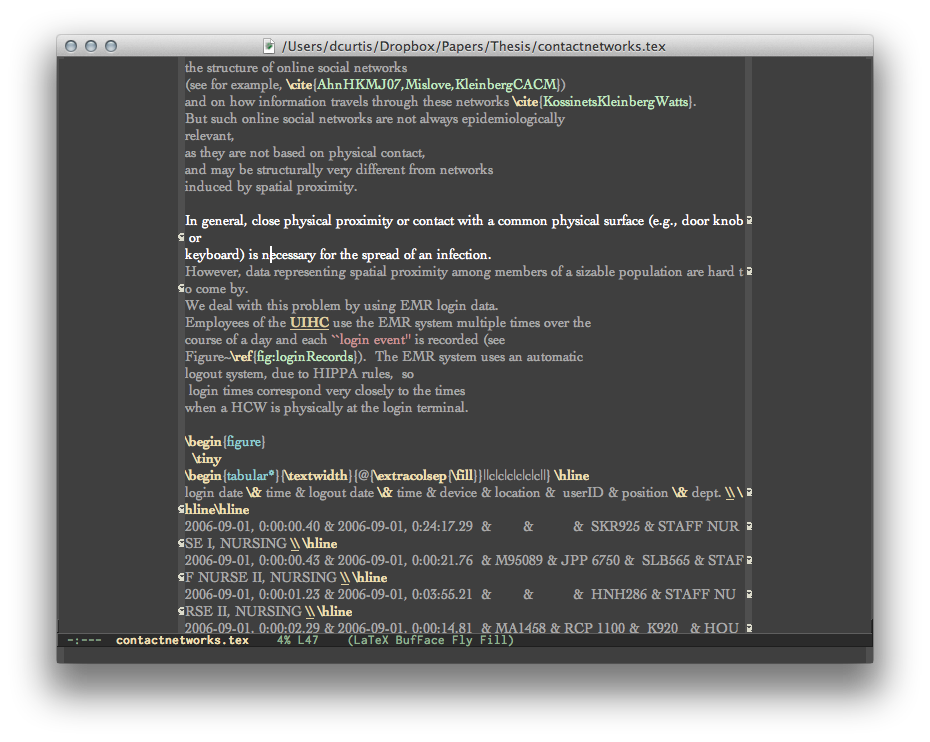 /Users/dcurtis/Dropbox/Papers/Thesis/contactnetworks.tex
the structure of online social networks
(see for example, \cite{AhnHKMJ07,Mislove,KleinbergCACM})
and on how information travels through these networks \cite{KossinetsKleinbergWatts}.
But such online social networks are not always epidemiologically
relevant,
as they are not based on physical contact,
and may be structurally very different from networks
induced by spatial proximity.
In general, close physical proximity or contact with a common physical surface (e.g., door knob
or
keyboard) is necessary for the spread of an infection.
However, data representing spatial proximity among members of a sizable population are hard t
o come by.
We deal with this problem by using EMR login data.
Employees of the UIHC use the EMR system multiple times over the
course of a day and each ``login event'' is recorded (see
Figure~\ref{fig:loginRecords}).  The EMR system uses an automatic
logout system, due to HIPPA rules,  so
login times correspond very closely to the times
when a HCW is physically at the login terminal.
\begin{figure}
\tiny
\begin{tabular*}{\textwidth}{@{\extracolsep{\fill}}||c|c|c|c|c|c||} \hline
login date \& time & logout date \& time & device & location &  userID & position \& dept. \\ \
hline\hline
2006-09-01, 0:00:00.40 & 2006-09-01, 0:24:17.29  &        &          &  SKR925 & STAFF NUR
SE I, NURSING \\ \hline
2006-09-01, 0:00:00.43 & 2006-09-01, 0:00:21.76  & M95089 & JPP 6750 &  SLB565 & STAF
F NURSE II, NURSING \\ \hline
2006-09-01, 0:00:01.23 & 2006-09-01, 0:03:55.21  &        &          &  HNH286 & STAFF NU
RSE II, NURSING \\ \hline
2006-09-01, 0:00:02.29 & 2006-09-01, 0:00:14.81  & MA1458 & RCP 1100 &  K920   & HOU
-:---  contactnetworks.tex    4% L47    (LaTeX BufFace Fly Fill)